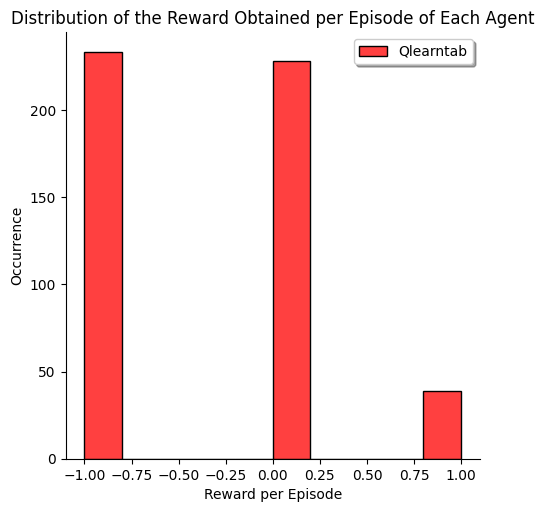 Distribution of the Reward Obtained per Episode of Each Agent
Qlearntab
Occurrence
200
150
100
50
0
−1.00 −0.75 −0.50 −0.25 0.00 0.25 0.50 0.75 1.00
Reward per Episode